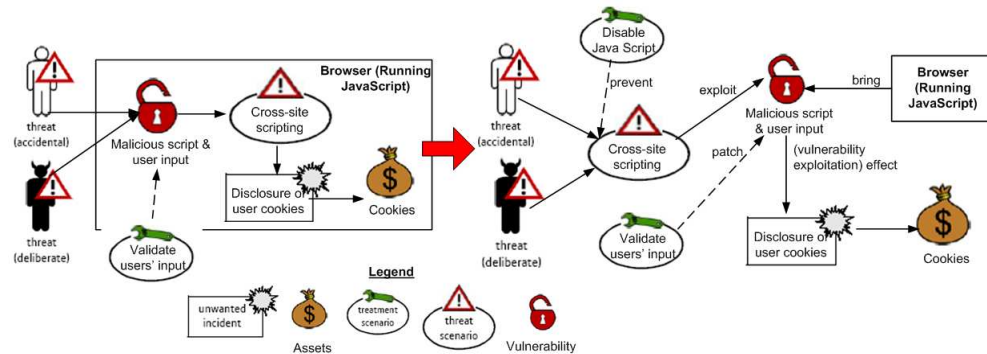 Browser (Running
JavaScript)
threat
(accidental)
Malicious script &
user input
Cross-site
scripting
threat
(deliberate)
Disclosure of
user cookies
Cookies
Validate
users' input
Disable
Java Script
prevent
threat
(accidental)
exploit
bring
Browser
(Running
JavaScript)
Cross-site
scripting
Malicious script
& user input
patch
(vulnerability
exploitation) effect
threat
(deliberate)
Validate
users' input
Disclosure of
user cookies
Cookies
Legend
unwanted
incident
Assets
treatment
scenario
threat
scenario
Vulnerability